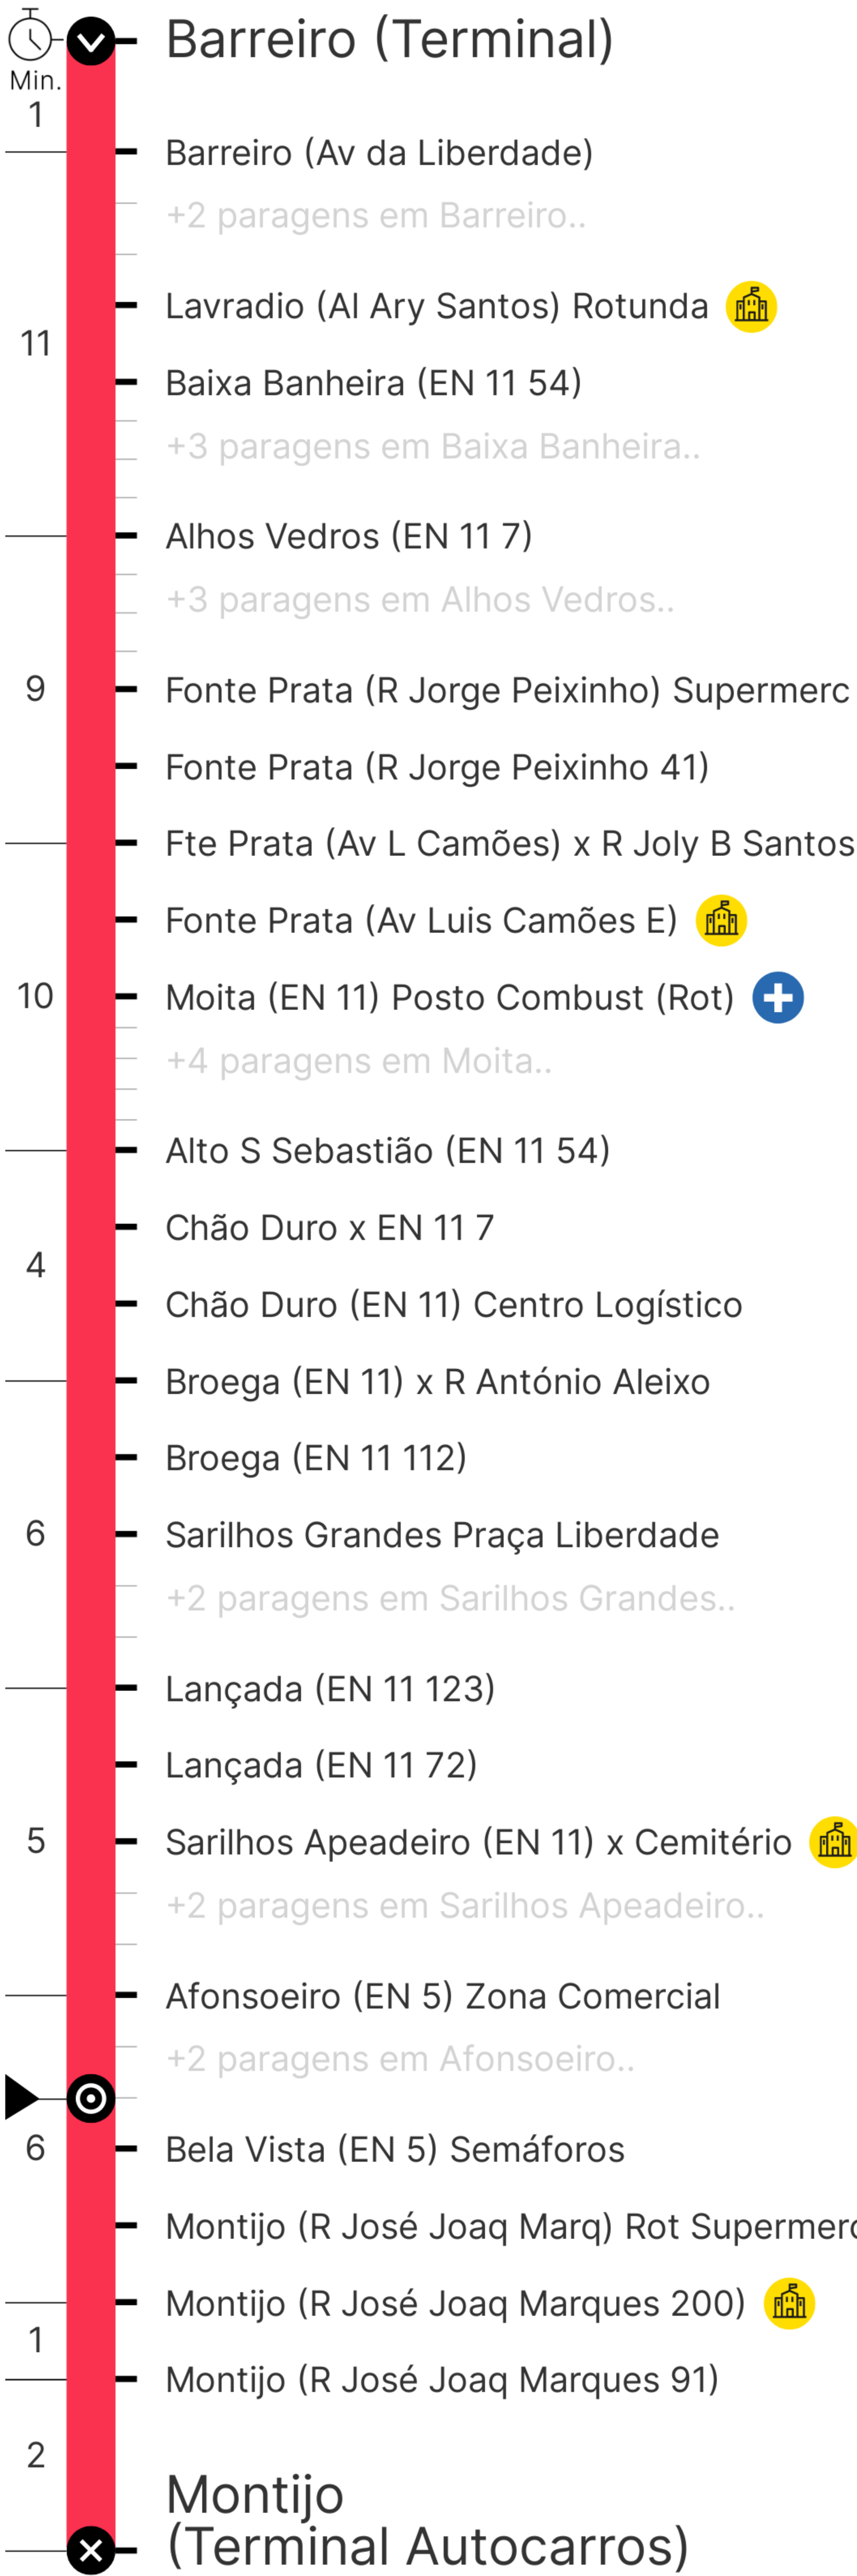 Barreiro (Terminal)
Min.
1
Barreiro (Av da Liberdade)
+2 paragens em Barreiro..
Lavradio (Al Ary Santos) Rotunda
11
Baixa Banheira (EN 11 54)
+3 paragens em Baixa Banheira..
Alhos Vedros (EN 11 7)
+3 paragens em Alhos Vedros..
9
Fonte Prata (R Jorge Peixinho) Supermerc
Fonte Prata (R Jorge Peixinho 41)
Fte Prata (Av L Camões) x R Joly B Santos
Fonte Prata (Av Luis Camões E)
10
Moita (EN 11) Posto Combust (Rot)
+4 paragens em Moita..
Alto S Sebastião (EN 11 54)
Chão Duro x EN 11 7
4
Chão Duro (EN 11) Centro Logístico
Broega (EN 11) x R António Aleixo
Broega (EN 11 112)
6
Sarilhos Grandes Praça Liberdade
+2 paragens em Sarilhos Grandes..
Lançada (EN 11 123)
Lançada (EN 11 72)
5
Sarilhos Apeadeiro (EN 11) x Cemitério
+2 paragens em Sarilhos Apeadeiro..
Afonsoeiro (EN 5) Zona Comercial
+2 paragens em Afonsoeiro..
6
Bela Vista (EN 5) Semáforos
Montijo (R José Joaq Marq) Rot Supermerc
Montijo (R José Joaq Marques 200)
1
Montijo (R José Joaq Marques 91)
2
Montijo
(Terminal Autocarros)